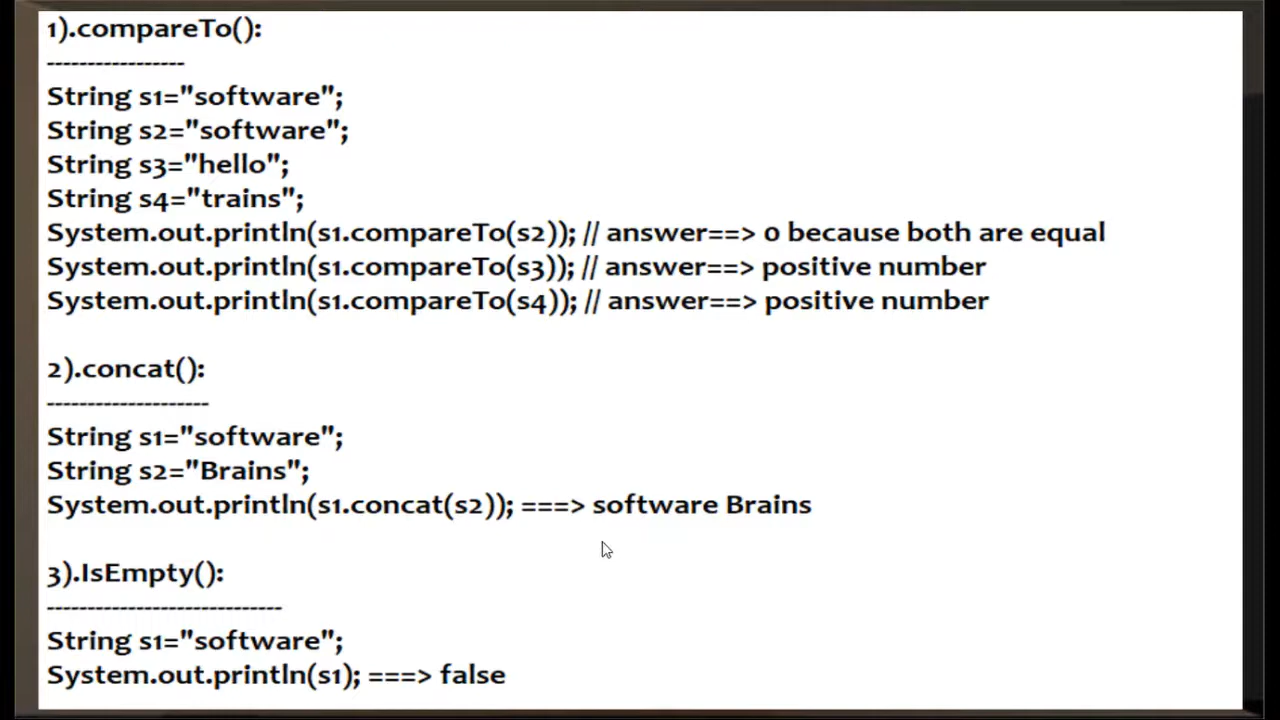 1).compareTo():
-----------------
String s1="software";
String s2="software";
String s3="hello";
String s4="trains";
System.out.println(s1.compareTo(s2)); // answer==> 0 because both are equal
System.out.println(s1.compareTo(s3)); // answer==> positive number
System.out.println(s1.compareTo(s4)); // answer==> positive number
2).concat():
--------------------
String s1="software";
String s2="Brains";
System.out.println(s1.concat(s2)); ===> software Brains
3).IsEmpty():
-----------------------------
String s1="software";
System.out.println(s1); ===> false